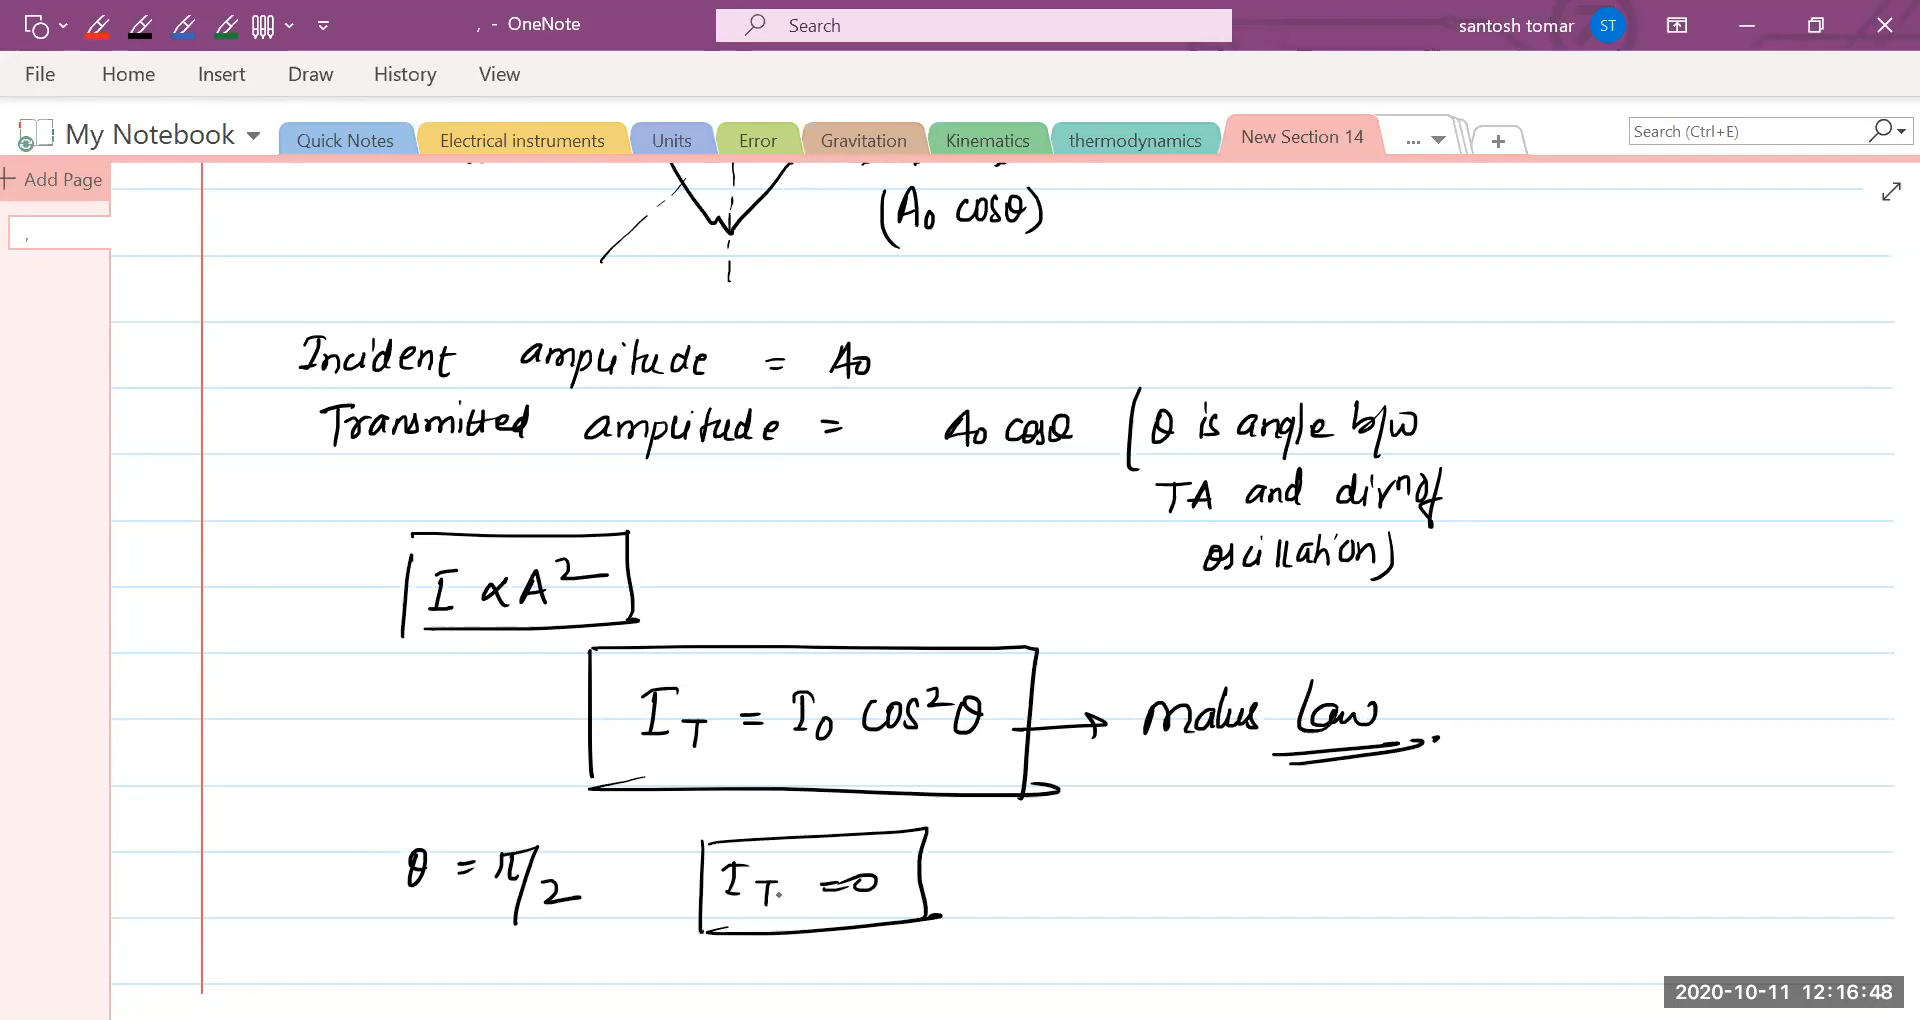 , - OneNote
Search
santosh tomar ST
File Home Insert Draw History View
My Notebook
Quick Notes Electrical instruments Units Error Gravitation Kinematics thermodynamics New Section 14 ...
Search (Ctrl+E)
Add Page
,
(A₀ cosθ)
Incident ampitude = A₀
Transmitted ampitude = A₀ cosθ (θ is angle b/w
TA and dirⁿ of
oscillation)
I ∝ A²
I_T = I₀ cos²θ → malus Law.
θ = π/2 I_T = 0
2020-10-11 12:16:48